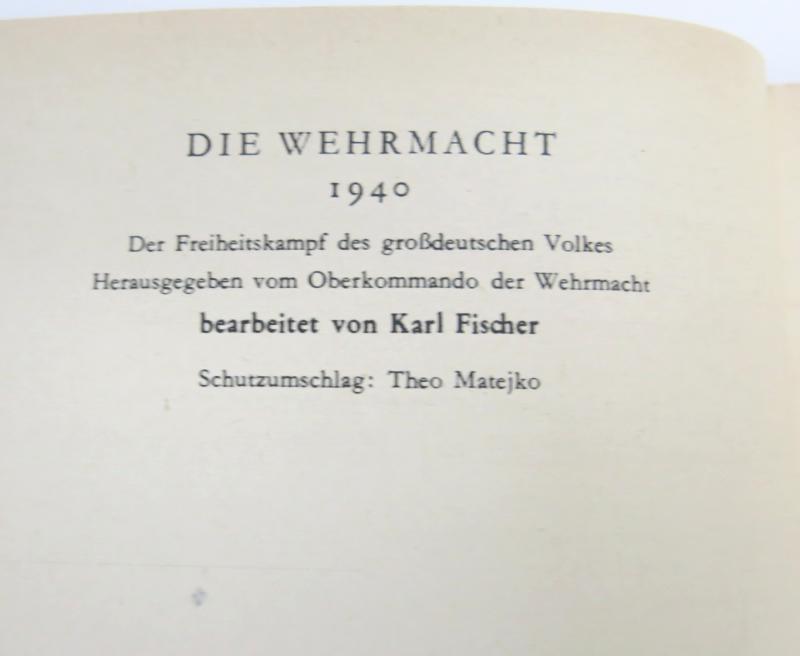 DIE WEHRMACHT
1940
Der Freiheitskampf des großdeutschen Volkes
Herausgegeben vom Oberkommando der Wehrmacht
bearbeitet von Karl Fischer
Schutzumschlag: Theo Matejko